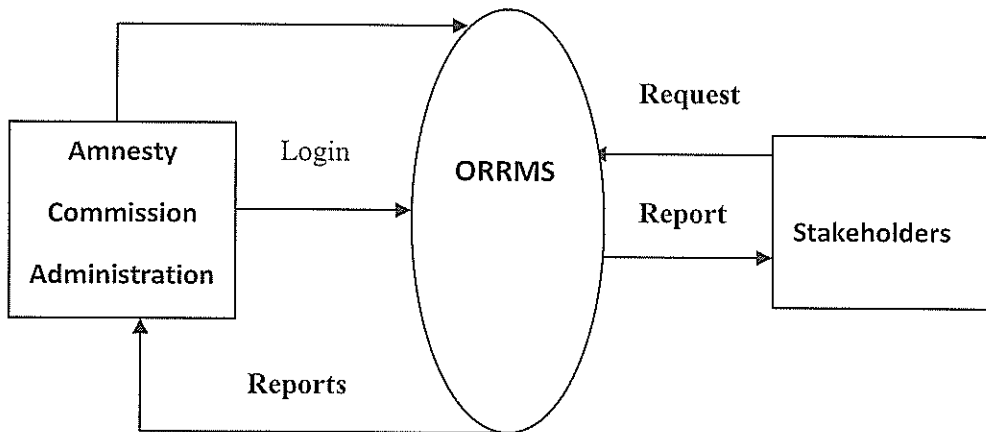 Amnesty
Commission
Administration
Login
ORRMS
Request
Report
Stakeholders
Reports